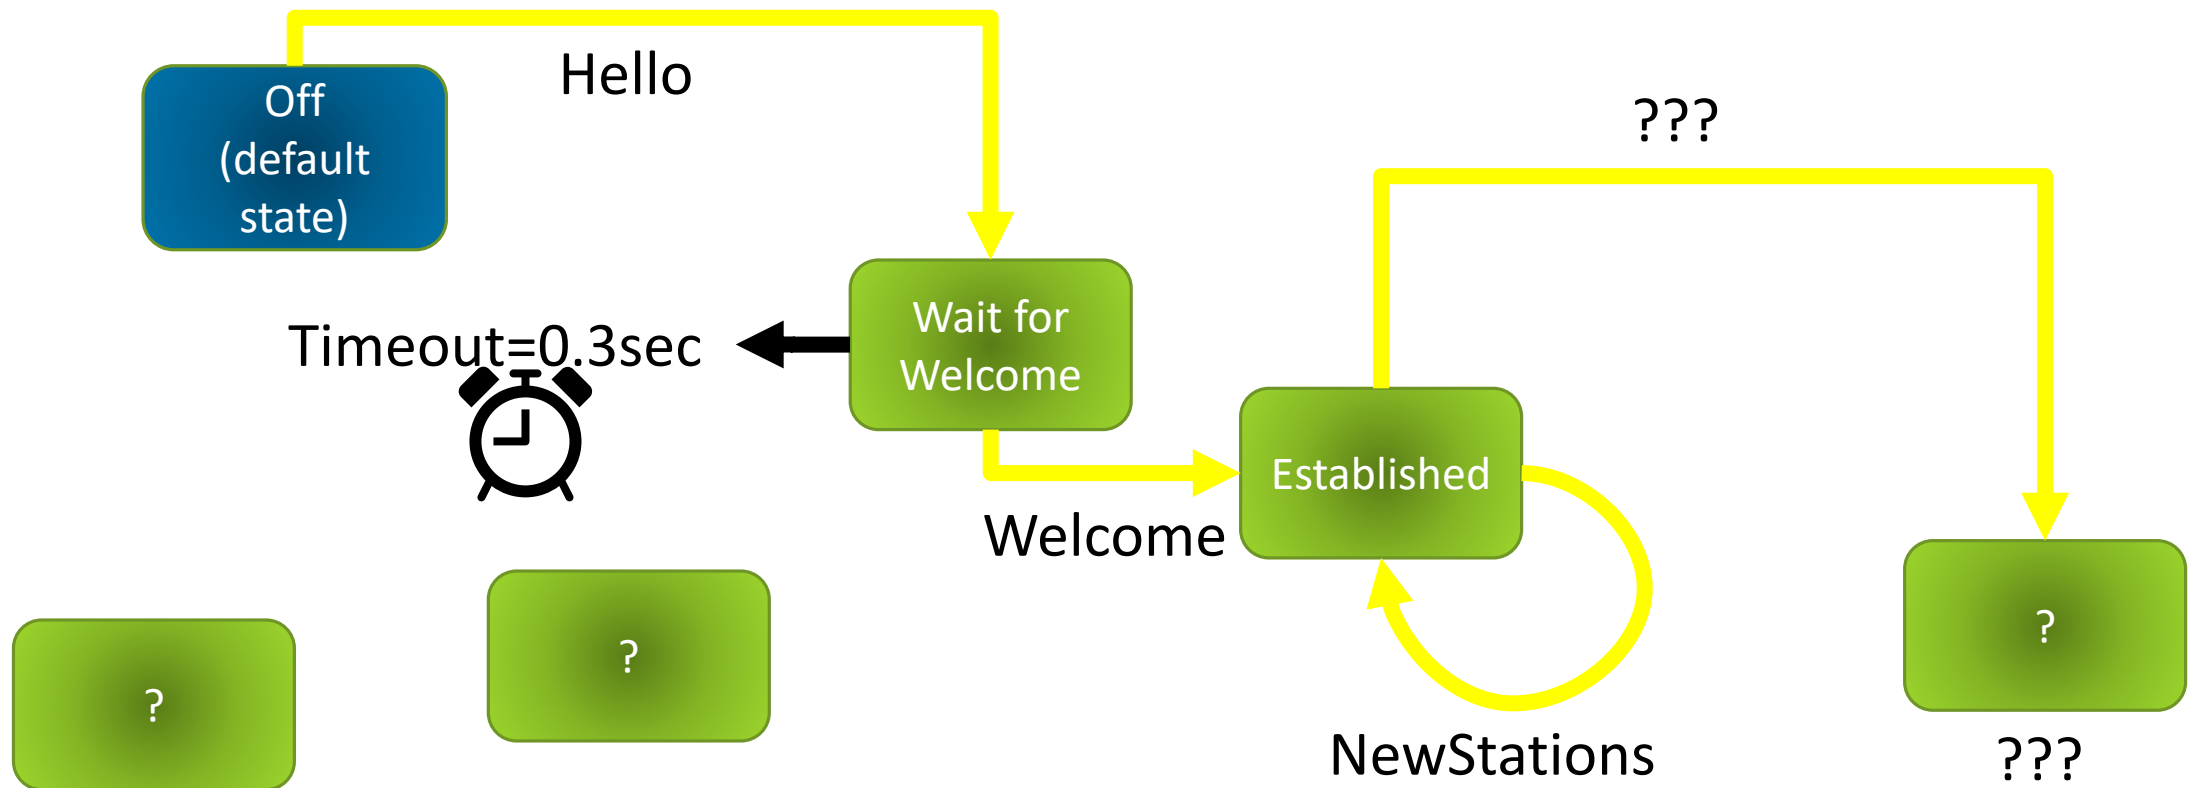 Hello
Off
(default
state)
???
Wait for
Welcome
Timeout=0.3sec
Established
Welcome
?
?
?
NewStations
???